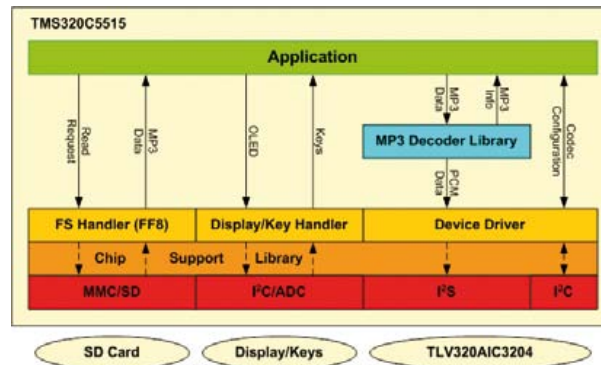 TMS320C5515
Application
Read
Request
MP3
Data
OLED
Keys
MP3
Data
MP3
Info
Codec
Configuration
MP3 Decoder Library
PCM
Data
FS Handler (FF8)
Display/Key Handler
Device Driver
Chip Support Library
MMC/SD
I²C/ADC
I²S
I²C
SD Card
Display/Keys
TLV320AIC3204